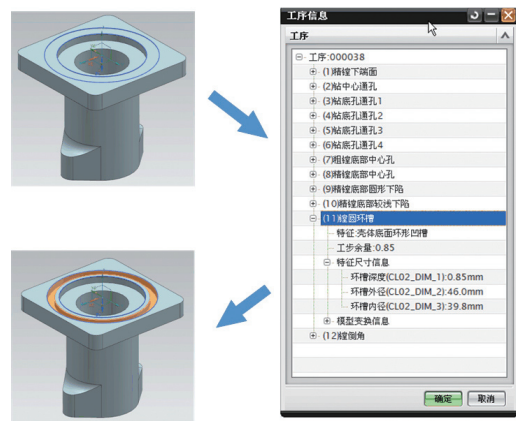 工序信息
工序
工序:000038
(1)精镗下端面
(2)钻中心通孔
(3)钻底孔通孔1
(4)钻底孔通孔2
(5)钻底孔通孔3
(6)钻底孔通孔4
(7)粗镗底部中心孔
(8)精镗底部中心孔
(9)精镗底部圆形下陷
(10)精镗底部较浅下陷
(11)镗圆环槽
特征:壳体底面环形凹槽
工步余量:0.85
特征尺寸信息
环槽深度(CL02_DIM_1):0.85mm
环槽外径(CL02_DIM_2):46.0mm
环槽内径(CL02_DIM_3):39.8mm
模型变换信息
(12)镗倒角
确定
取消